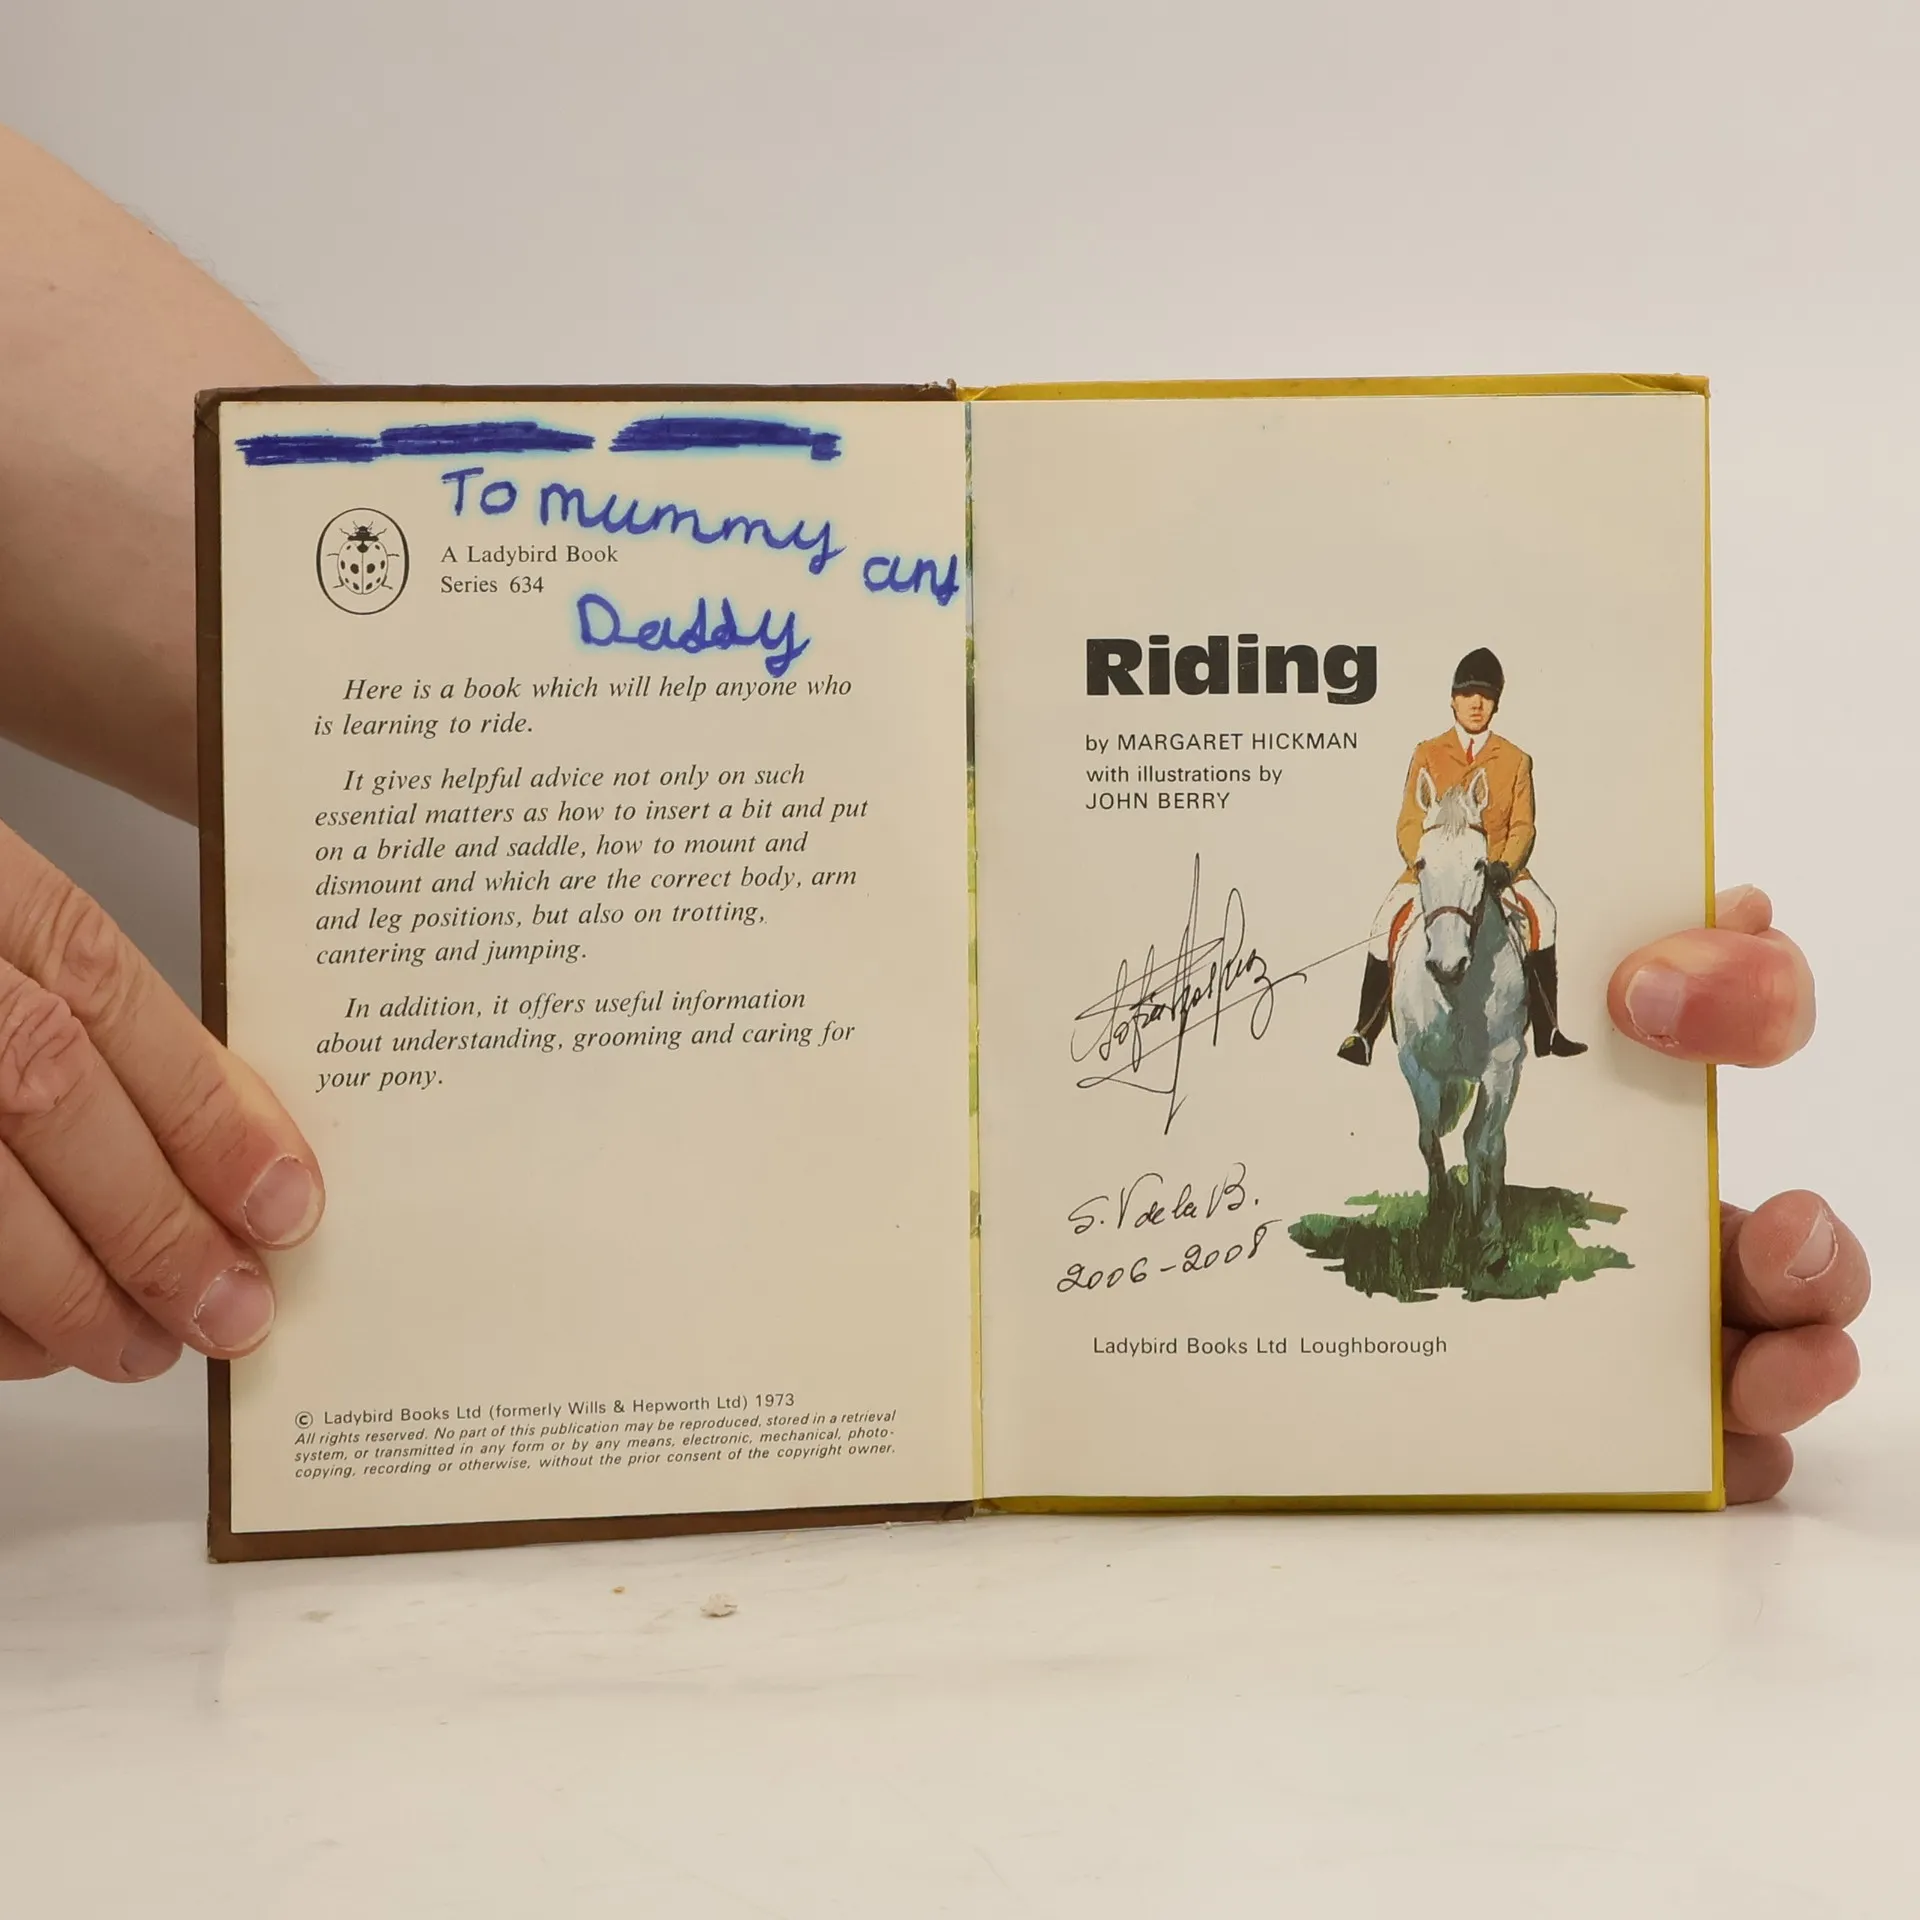 To mummy and
Daddy
A Ladybird Book
Series 634
Here is a book which will help anyone who
is learning to ride.
It gives helpful advice not only on such
essential matters as how to insert a bit and put
on a bridle and saddle, how to mount and
dismount and which are the correct body, arm
and leg positions, but also on trotting,
cantering and jumping.
In addition, it offers useful information
about understanding, grooming and caring for
your pony.
© Ladybird Books Ltd (formerly Wills & Hepworth Ltd) 1973
All rights reserved. No part of this publication may be reproduced, stored in a retrieval
system, or transmitted in any form or by any means, electronic, mechanical, photo-
copying, recording or otherwise, without the prior consent of the copyright owner.
Riding
by MARGARET HICKMAN
with illustrations by
JOHN BERRY
S. V de la B.
2006-2008
Ladybird Books Ltd Loughborough